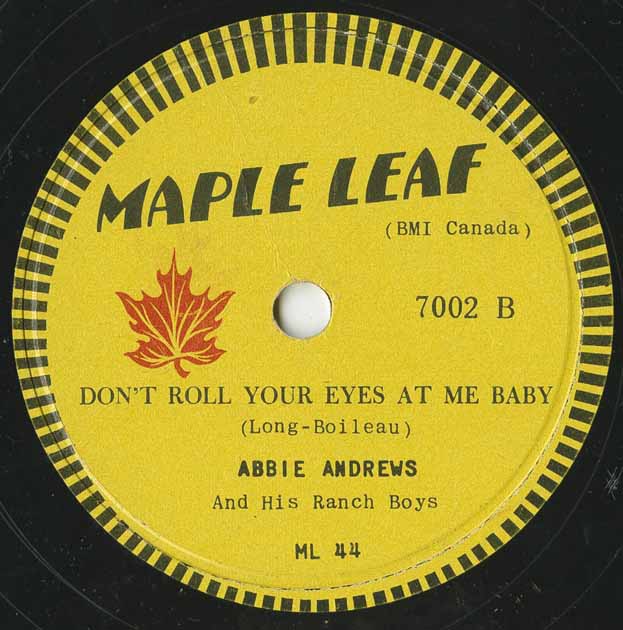 MAPLE LEAF
(BMI Canada)
7002 B
DON'T ROLL YOUR EYES AT ME BABY
(Long-Boileau)
ABBIE ANDREWS
And His Ranch Boys
ML 44